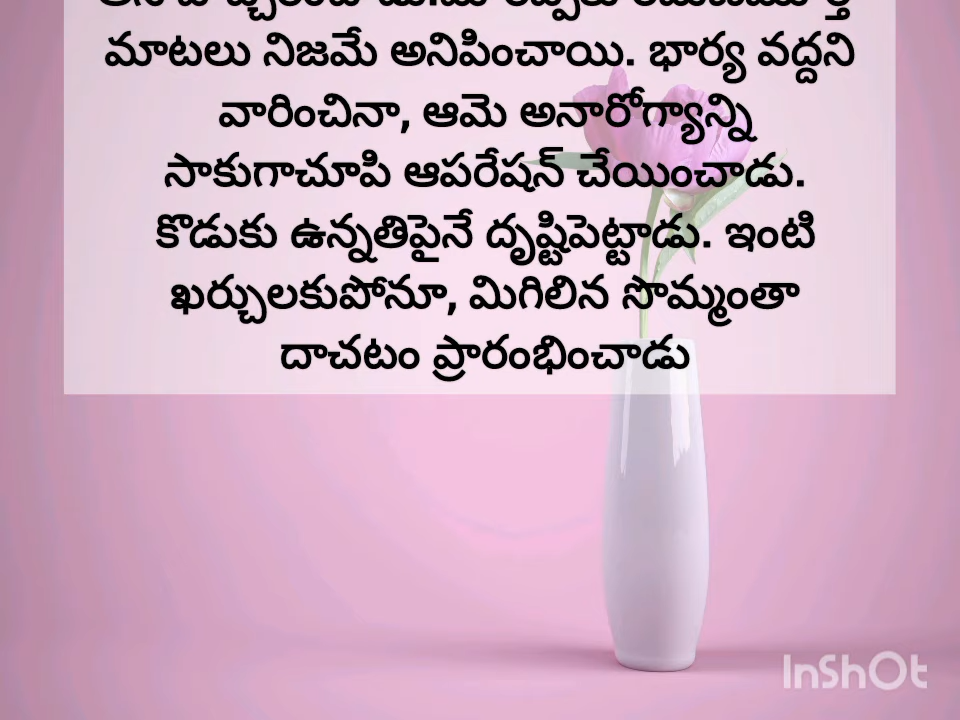 మాటలు నిజమే అనిపించాయి. భార్య వద్దని
వారించినా, ఆమె అనారోగ్యాన్ని
సాకుగాచూపి ఆపరేషన్ చేయించాడు.
కొడుకు ఉన్నతిపైనే దృష్టిపెట్టాడు. ఇంటి
ఖర్చులకుపోనూ, మిగిలిన సొమ్మంతా
దాచటం ప్రారంభించాడు
InShOt